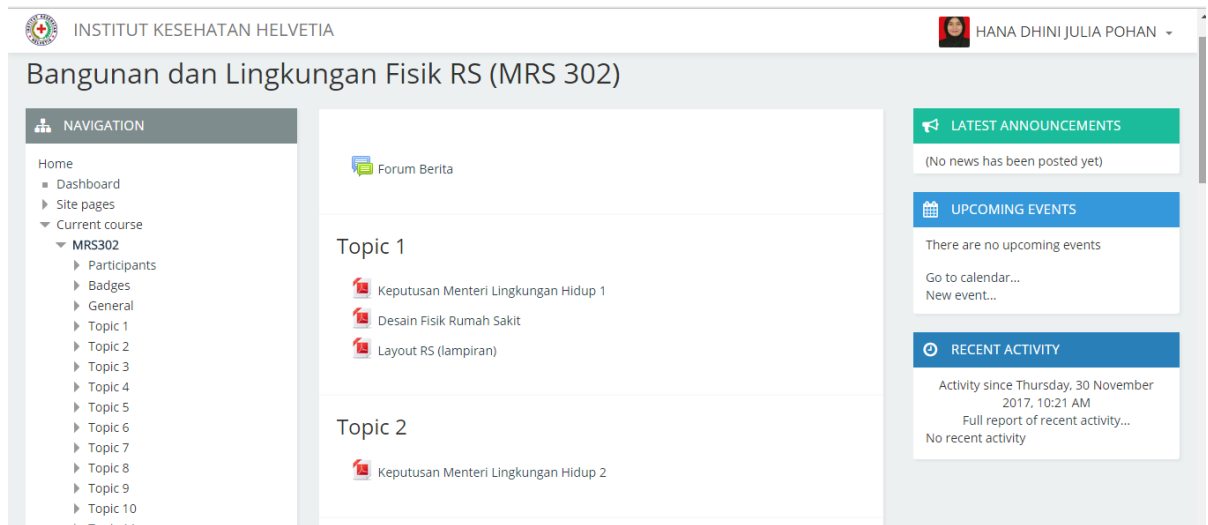 INSTITUT KESEHATAN HELVETIA
HANA DHINI JULIA POHAN
Bangunan dan Lingkungan Fisik RS (MRS 302)
NAVIGATION
Home
Dashboard
Site pages
Current course
MRS302
Participants
Badges
General
Topic 1
Topic 2
Topic 3
Topic 4
Topic 5
Topic 6
Topic 7
Topic 8
Topic 9
Topic 10
Forum Berita
Topic 1
Keputusan Menteri Lingkungan Hidup 1
Desain Fisik Rumah Sakit
Layout RS (lampiran)
Topic 2
Keputusan Menteri Lingkungan Hidup 2
LATEST ANNOUNCEMENTS
(No news has been posted yet)
UPCOMING EVENTS
There are no upcoming events
Go to calendar...
New event...
RECENT ACTIVITY
Activity since Thursday, 30 November
2017, 10:21 AM
Full report of recent activity...
No recent activity